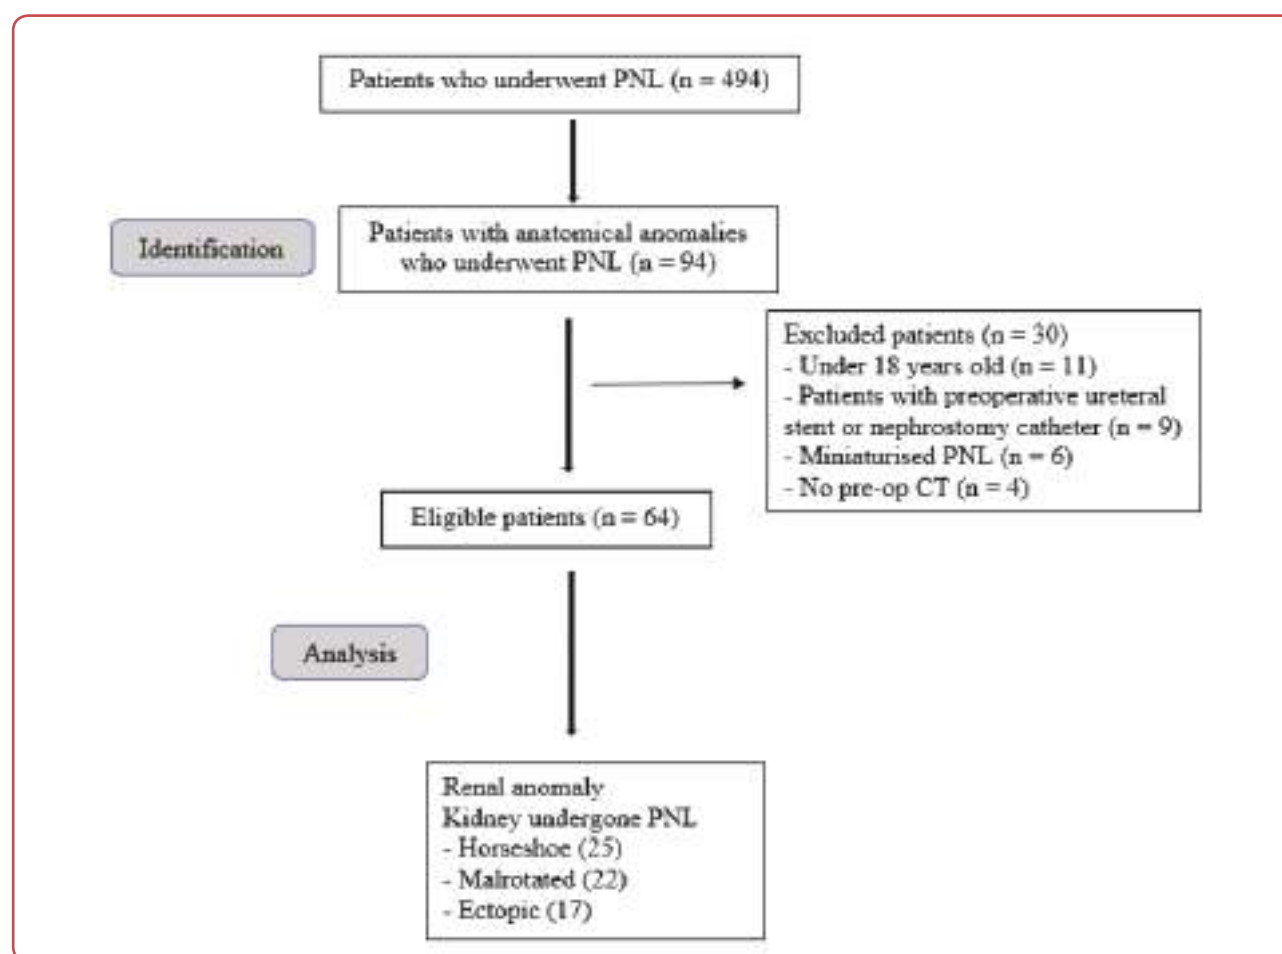 Patients who underwent PNL (n = 494)
Identification
Patients with anatomical anomalies
who underwent PNL (n = 94)
Excluded patients (n = 30)
- Under 18 years old (n = 11)
- Patients with preoperative ureteral
stent or nephrostomy catheter (n = 9)
- Miniaturised PNL (n = 6)
- No pre-op CT (n = 4)
Eligible patients (n = 64)
Analysis
Renal anomaly
Kidney undergone PNL
- Horseshoe (25)
- Malrotated (22)
- Ectopic (17)